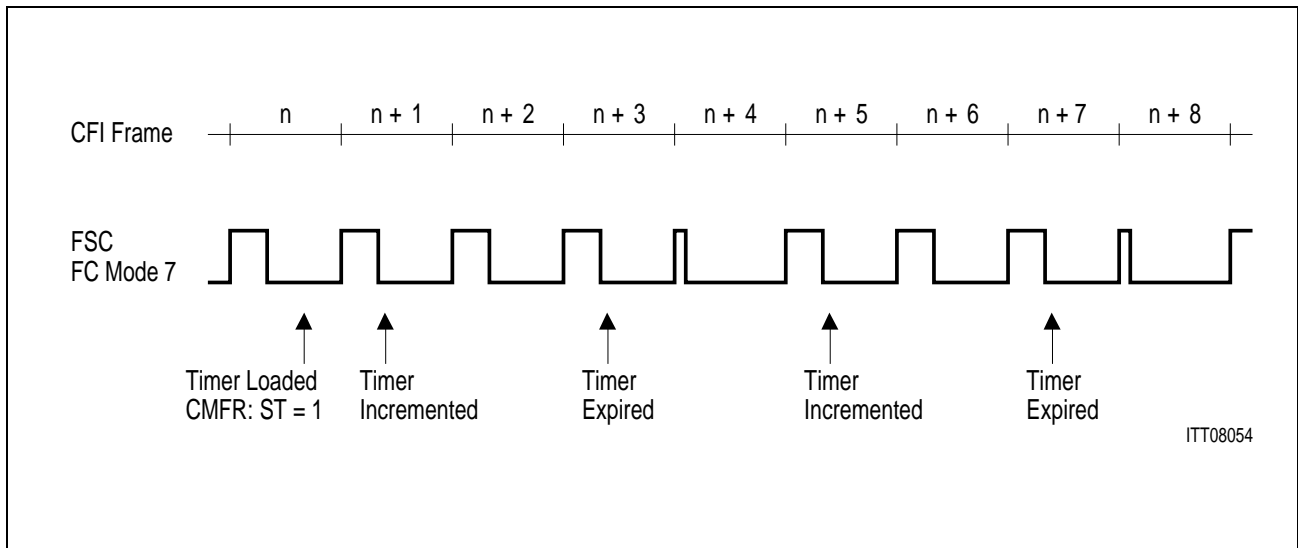 n n + 1 n + 2 n + 3 n + 4 n + 5 n + 6 n + 7 n + 8
CFI Frame
FSC
FC Mode 7
Timer Loaded
CMFR: ST = 1
Timer
Incremented
Timer
Expired
Timer
Incremented
Timer
Expired
ITT08054